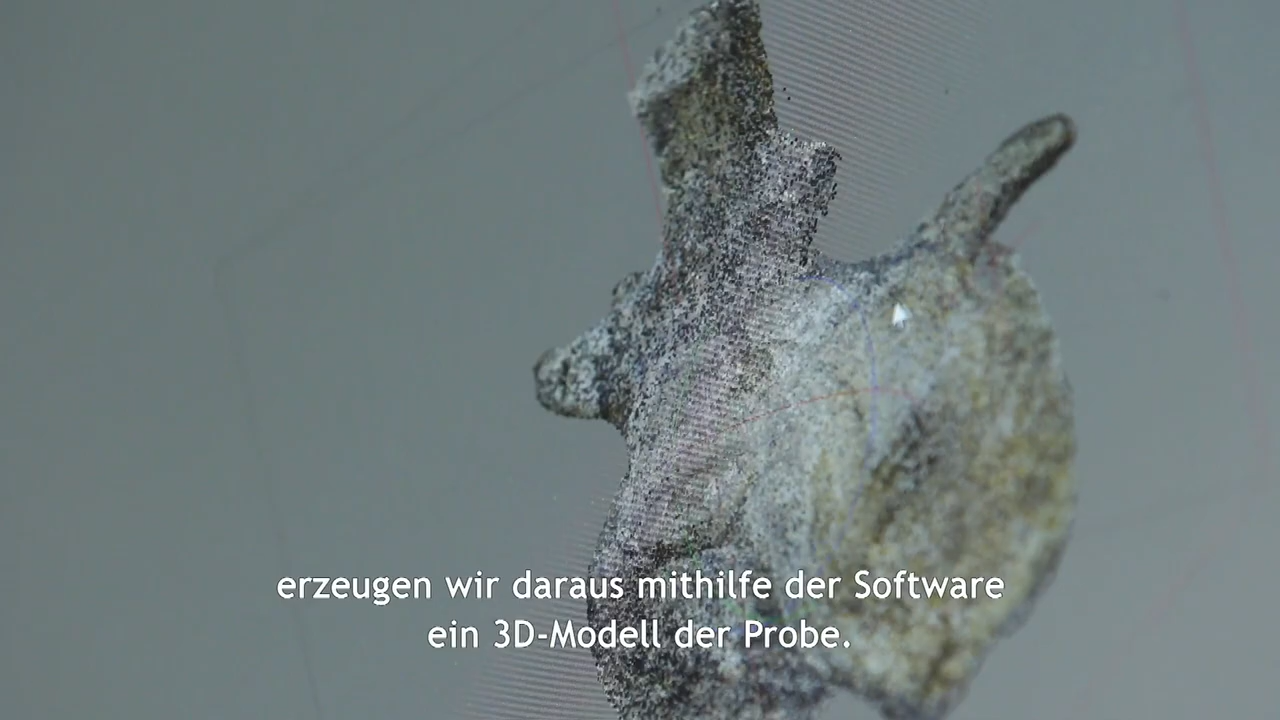 erzeugen wir daraus mithilfe der Software
ein 3D-Modell der Probe.